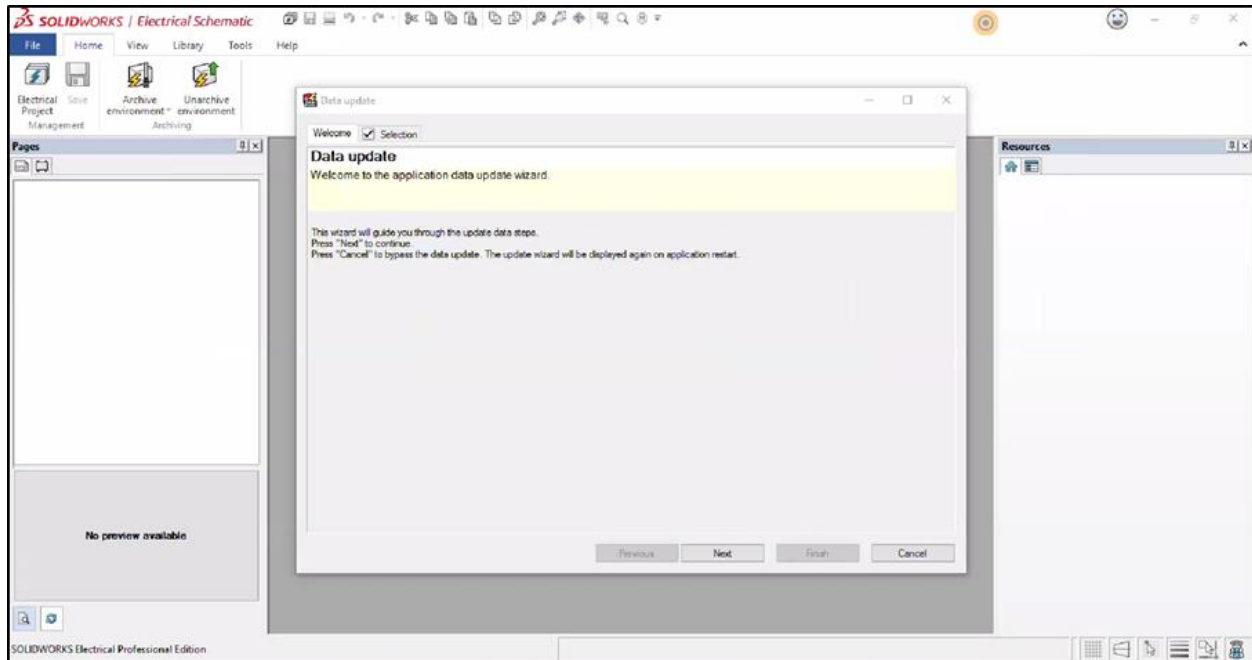 SOLIDWORKS | Electrical Schematic
File Home View Library Tools Help
Electrical Project
Save
Archive environment
Unarchive environment
Management
Archiving
Pages
No preview available
SOLIDWORKS Electrical Professional Edition
Data update
Welcome Selection
Data update
Welcome to the application data update wizard.
This wizard will guide you through the update data steps.
Press "Next" to continue.
Press "Cancel" to bypass the data update. The update wizard will be displayed again on application restart.
Previous Next Finish Cancel
Resources